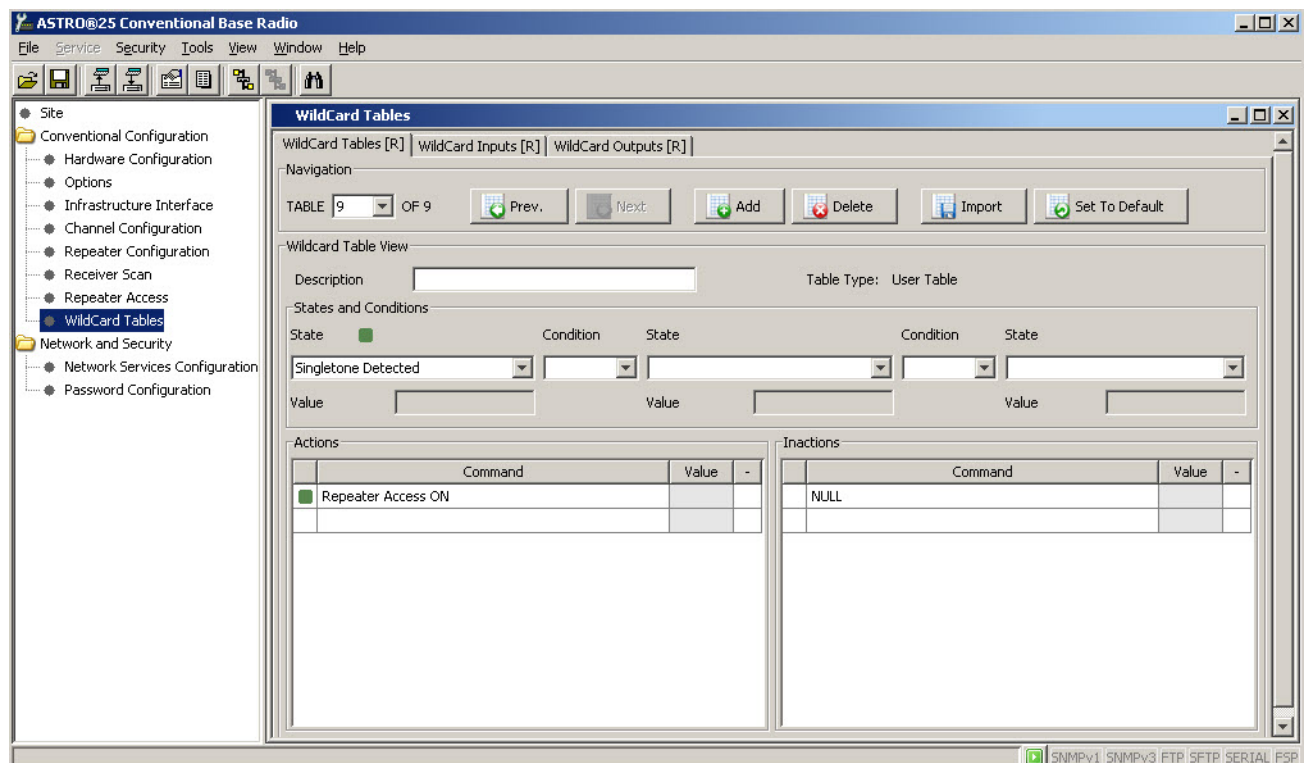 ASTRO®25 Conventional Base Radio
File Service Security Tools View Window Help
Site
Conventional Configuration
Hardware Configuration
Options
Infrastructure Interface
Channel Configuration
Repeater Configuration
Receiver Scan
Repeater Access
WildCard Tables
Network and Security
Network Services Configuration
Password Configuration
WildCard Tables
WildCard Tables [R] WildCard Inputs [R] WildCard Outputs [R]
Navigation
TABLE 9 OF 9 Prev. Next Add Delete Import Set To Default
Wildcard Table View
Description Table Type: User Table
States and Conditions
State Condition State Condition State
Singletone Detected
Value Value Value
Actions
Command Value -
Repeater Access ON
Inactions
Command Value -
NULL
SNMPv1 SNMPv3 FTP SFTP SERIAL FSP